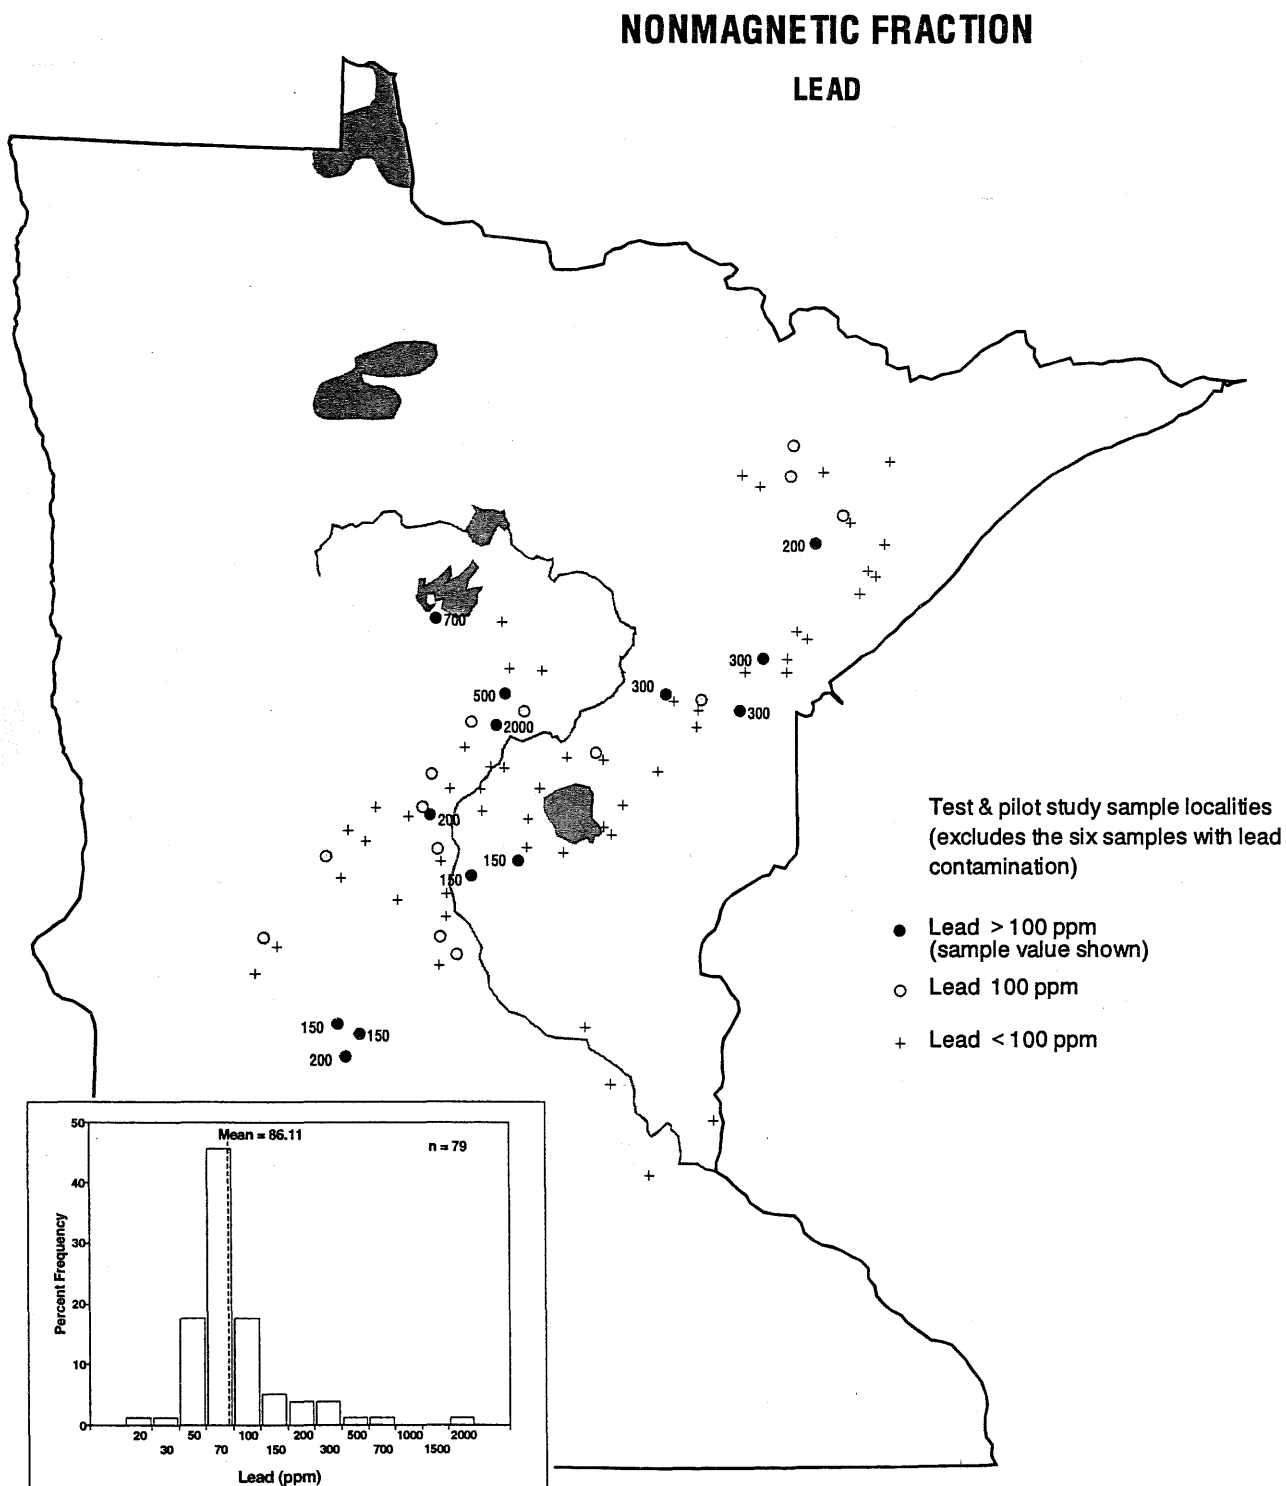 NONMAGNETIC FRACTION
LEAD
200
700
300
300
500
300
2000
200
150
150
150
150
200
Test & pilot study sample localities
(excludes the six samples with lead
contamination)
Lead > 100 ppm
(sample value shown)
Lead 100 ppm
Lead < 100 ppm
50
Mean = 86.11
n = 79
40
30
20
10
0
Percent Frequency
20 50 100 200 500 1000 2000
30 70 150 300 700 1500
Lead (ppm)